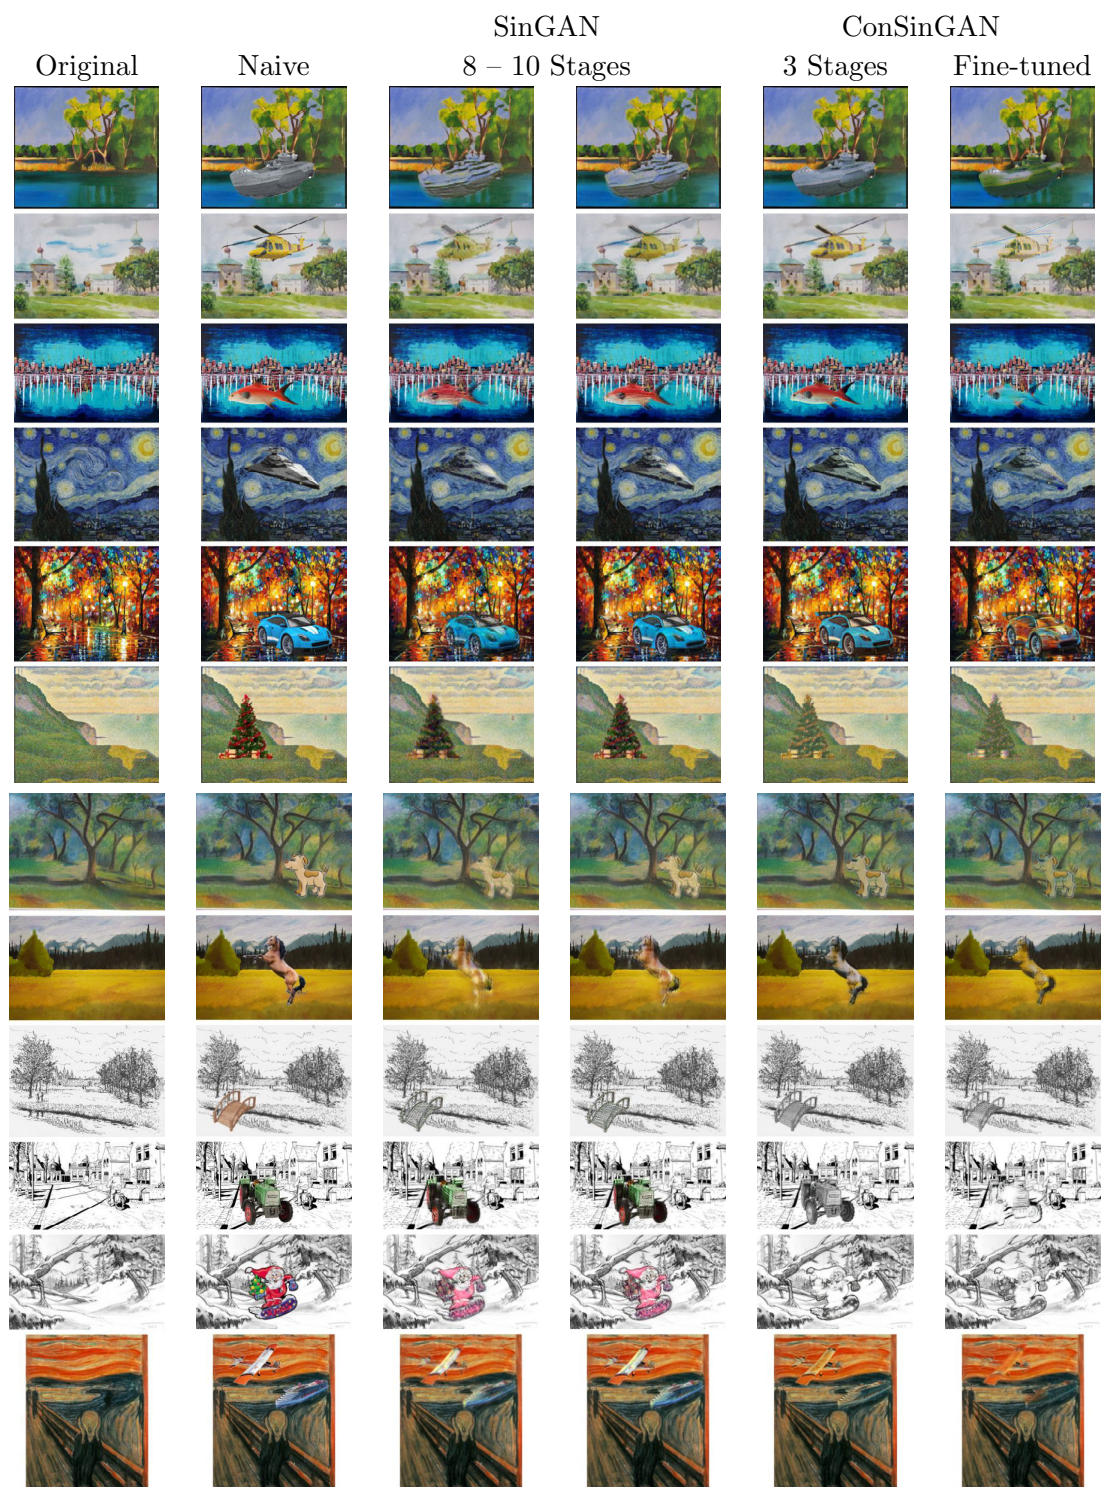 SinGAN ConSinGAN
Original Naive 8 – 10 Stages 3 Stages Fine-tuned